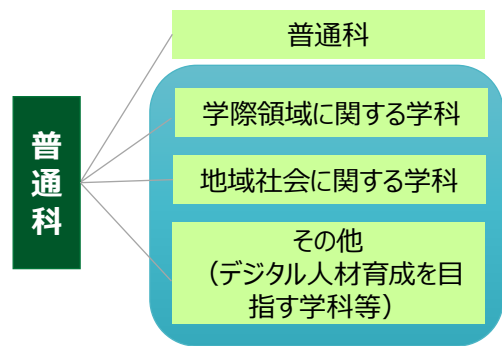 普通科
普通科
学際領域に関する学科
地域社会に関する学科
その他
（デジタル人材育成を目
指す学科等）